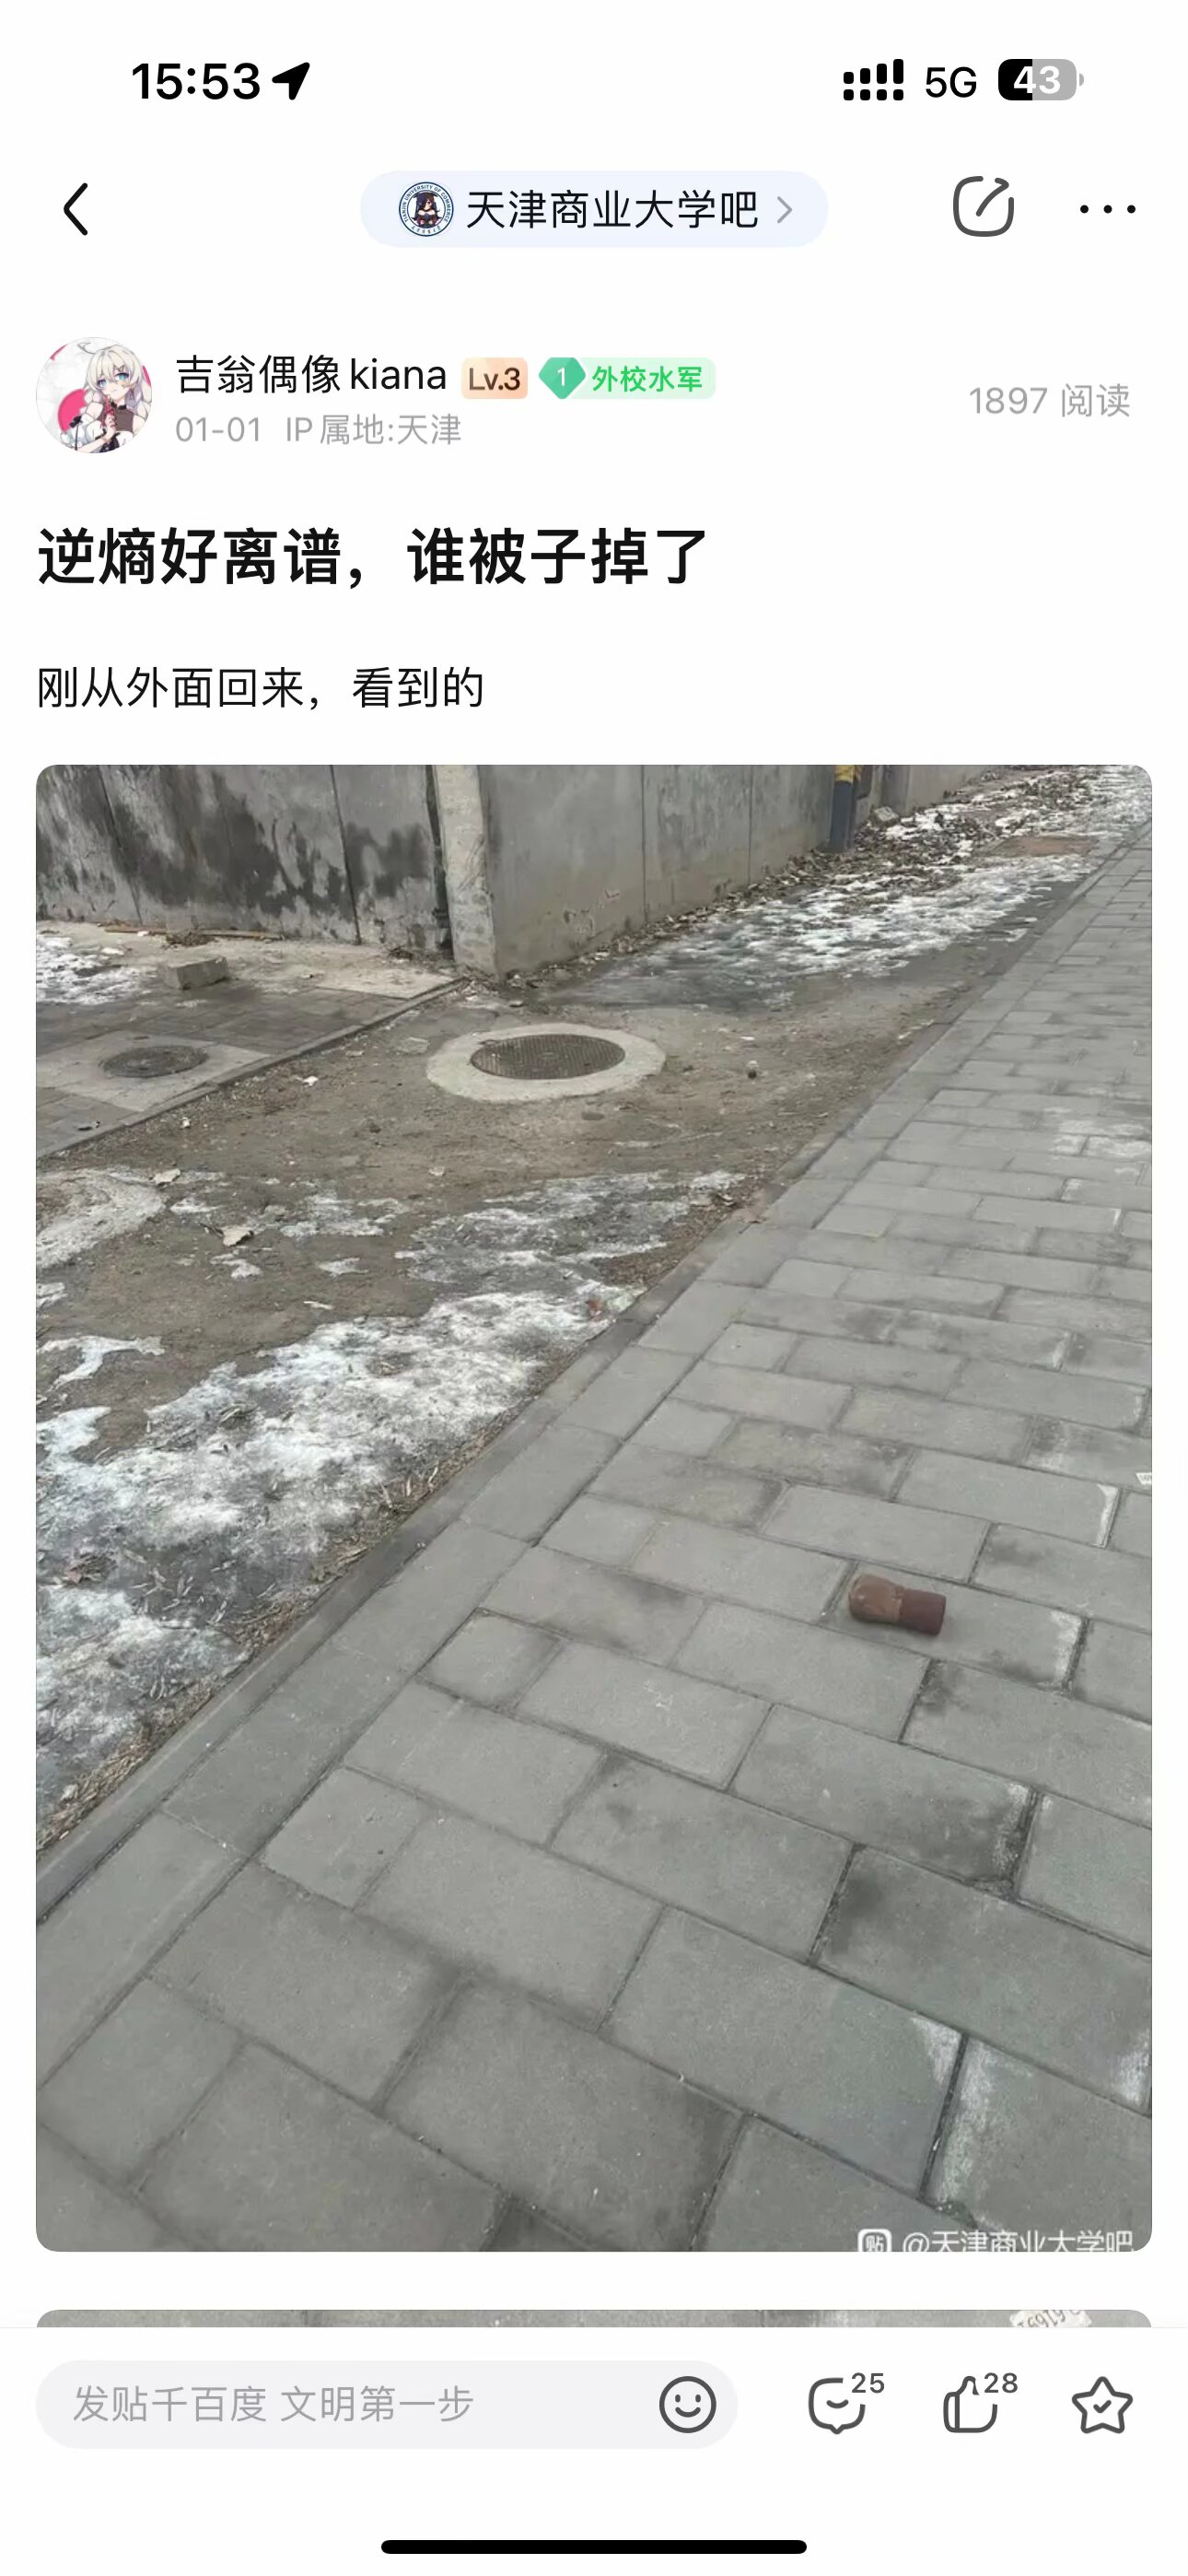 15:53
5G
43
天津商业大学吧
吉翁偶像kiana Lv.3 1 外校水军
01-01 IP属地:天津
1897 阅读
逆熵好离谱，谁被子掉了
刚从外面回来，看到的
贴 @天津商业大学吧
发贴千百度 文明第一步
25
28